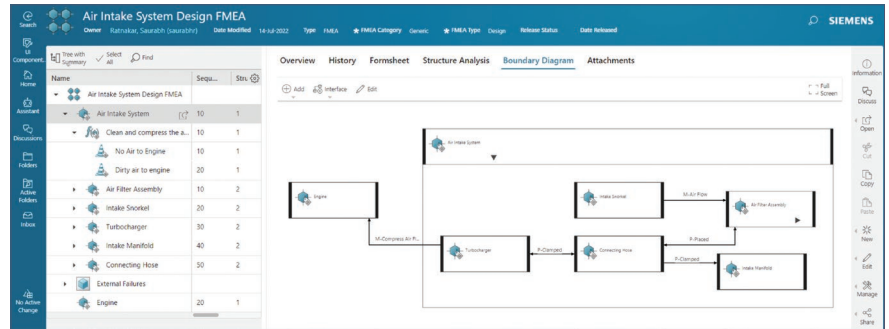 Air Intake System Design FMEA
Owner Ratnakar, Saurabh (saurabhr) Date Modified 14-Jul-2022 Type FMEA ★ FMEA Category Generic ★ FMEA Type Design Release Status Date Released
SIEMENS
Search
UI
Component.
Home
Assistant
Discussions
Folders
Active
Folders
Inbox
No Active
Change
Tree with
Summary
Select
All
Find
Name Sequ... Stru
Air Intake System Design FMEA
Air Intake System 10 1
Clean and compress the a... 10 1
No Air to Engine 10 1
Dirty air to engine 20 1
Air Filter Assembly 10 2
Intake Snorkel 20 2
Turbocharger 30 2
Intake Manifold 40 2
Connecting Hose 50 2
External Failures
Engine 20 1
Overview History Formsheet Structure Analysis Boundary Diagram Attachments
Add Interface Edit
Full
Screen
Air Intake System
Engine
Intake Snorkel
M-Air Flow
Air Filter Assembly
M-Compress Air Fl...
Turbocharger
P-Clamped
Connecting Hose
P-Placed
P-Clamped
Intake Manifold
Information
Discuss
Open
Cut
Copy
Paste
New
Edit
Manage
Share